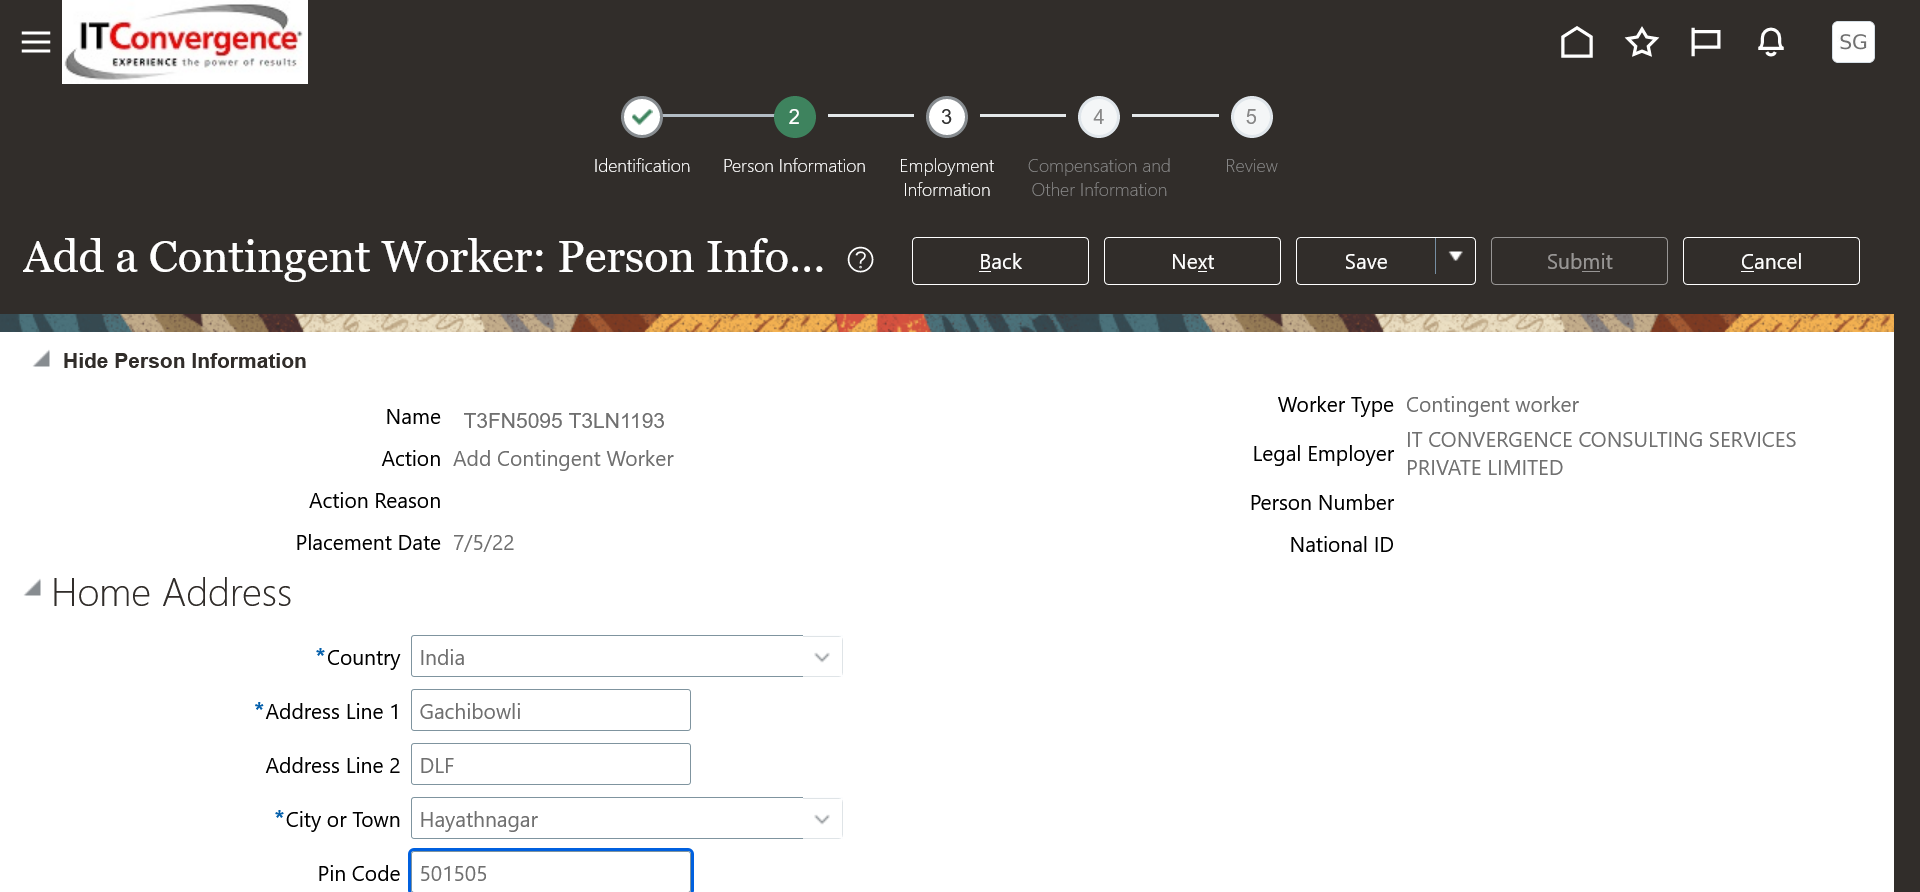 ITConvergence
EXPERIENCE the power of results
SG
2
3
4
5
Identification
Person Information
Employment
Information
Compensation and
Other Information
Review
Add a Contingent Worker: Person Info...
?
Back
Next
Save
Submit
Cancel
Hide Person Information
Name T3FN5095 T3LN1193
Action Add Contingent Worker
Action Reason
Placement Date 7/5/22
Worker Type Contingent worker
Legal Employer IT CONVERGENCE CONSULTING SERVICES
PRIVATE LIMITED
Person Number
National ID
Home Address
*Country India
*Address Line 1 Gachibowli
Address Line 2 DLF
*City or Town Hayathnagar
Pin Code 501505